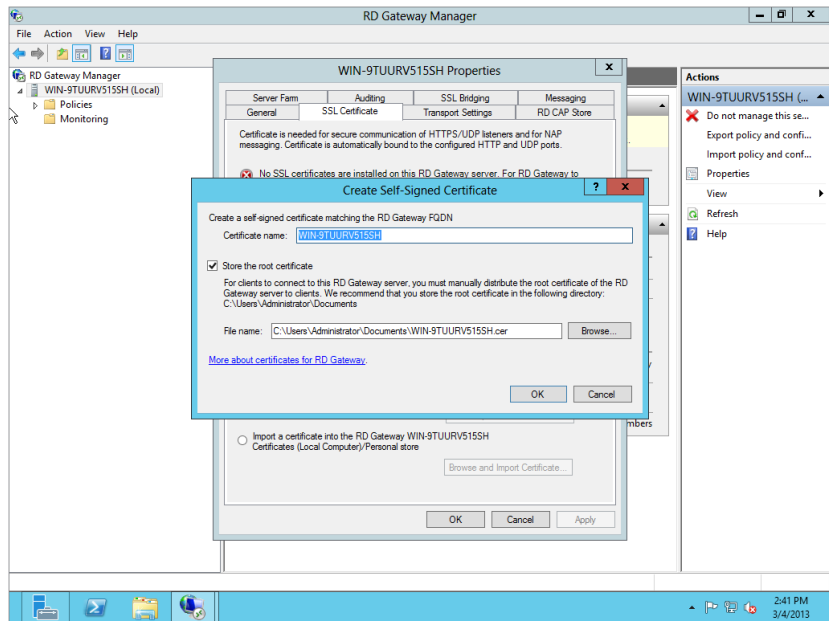 RD Gateway Manager
File Action View Help
RD Gateway Manager
WIN-9TUURV515SH (Local)
Policies
Monitoring
WIN-9TUURV515SH Properties
Server Farm Auditing SSL Bridging Messaging
General SSL Certificate Transport Settings RD CAP Store
Certificate is needed for secure communication of HTTPS/UDP listeners and for NAP
messaging. Certificate is automatically bound to the configured HTTP and UDP ports.
No SSL certificates are installed on this RD Gateway server. For RD Gateway to
Create Self-Signed Certificate
Create a self-signed certificate matching the RD Gateway FQDN
Certificate name: WIN-9TUURV515SH
Store the root certificate
For clients to connect to this RD Gateway server, you must manually distribute the root certificate of the RD
Gateway server to clients. We recommend that you store the root certificate in the following directory:
C:\Users\Administrator\Documents
File name: C:\Users\Administrator\Documents\WIN-9TUURV515SH.cer Browse...
More about certificates for RD Gateway.
OK Cancel
mbers
Import a certificate into the RD Gateway WIN-9TUURV515SH
Certificates (Local Computer)/Personal store
Browse and Import Certificate...
OK Cancel Apply
Actions
WIN-9TUURV515SH (...
Do not manage this se...
Export policy and confi...
Import policy and conf...
Properties
View
Refresh
Help
2:41 PM
3/4/2013